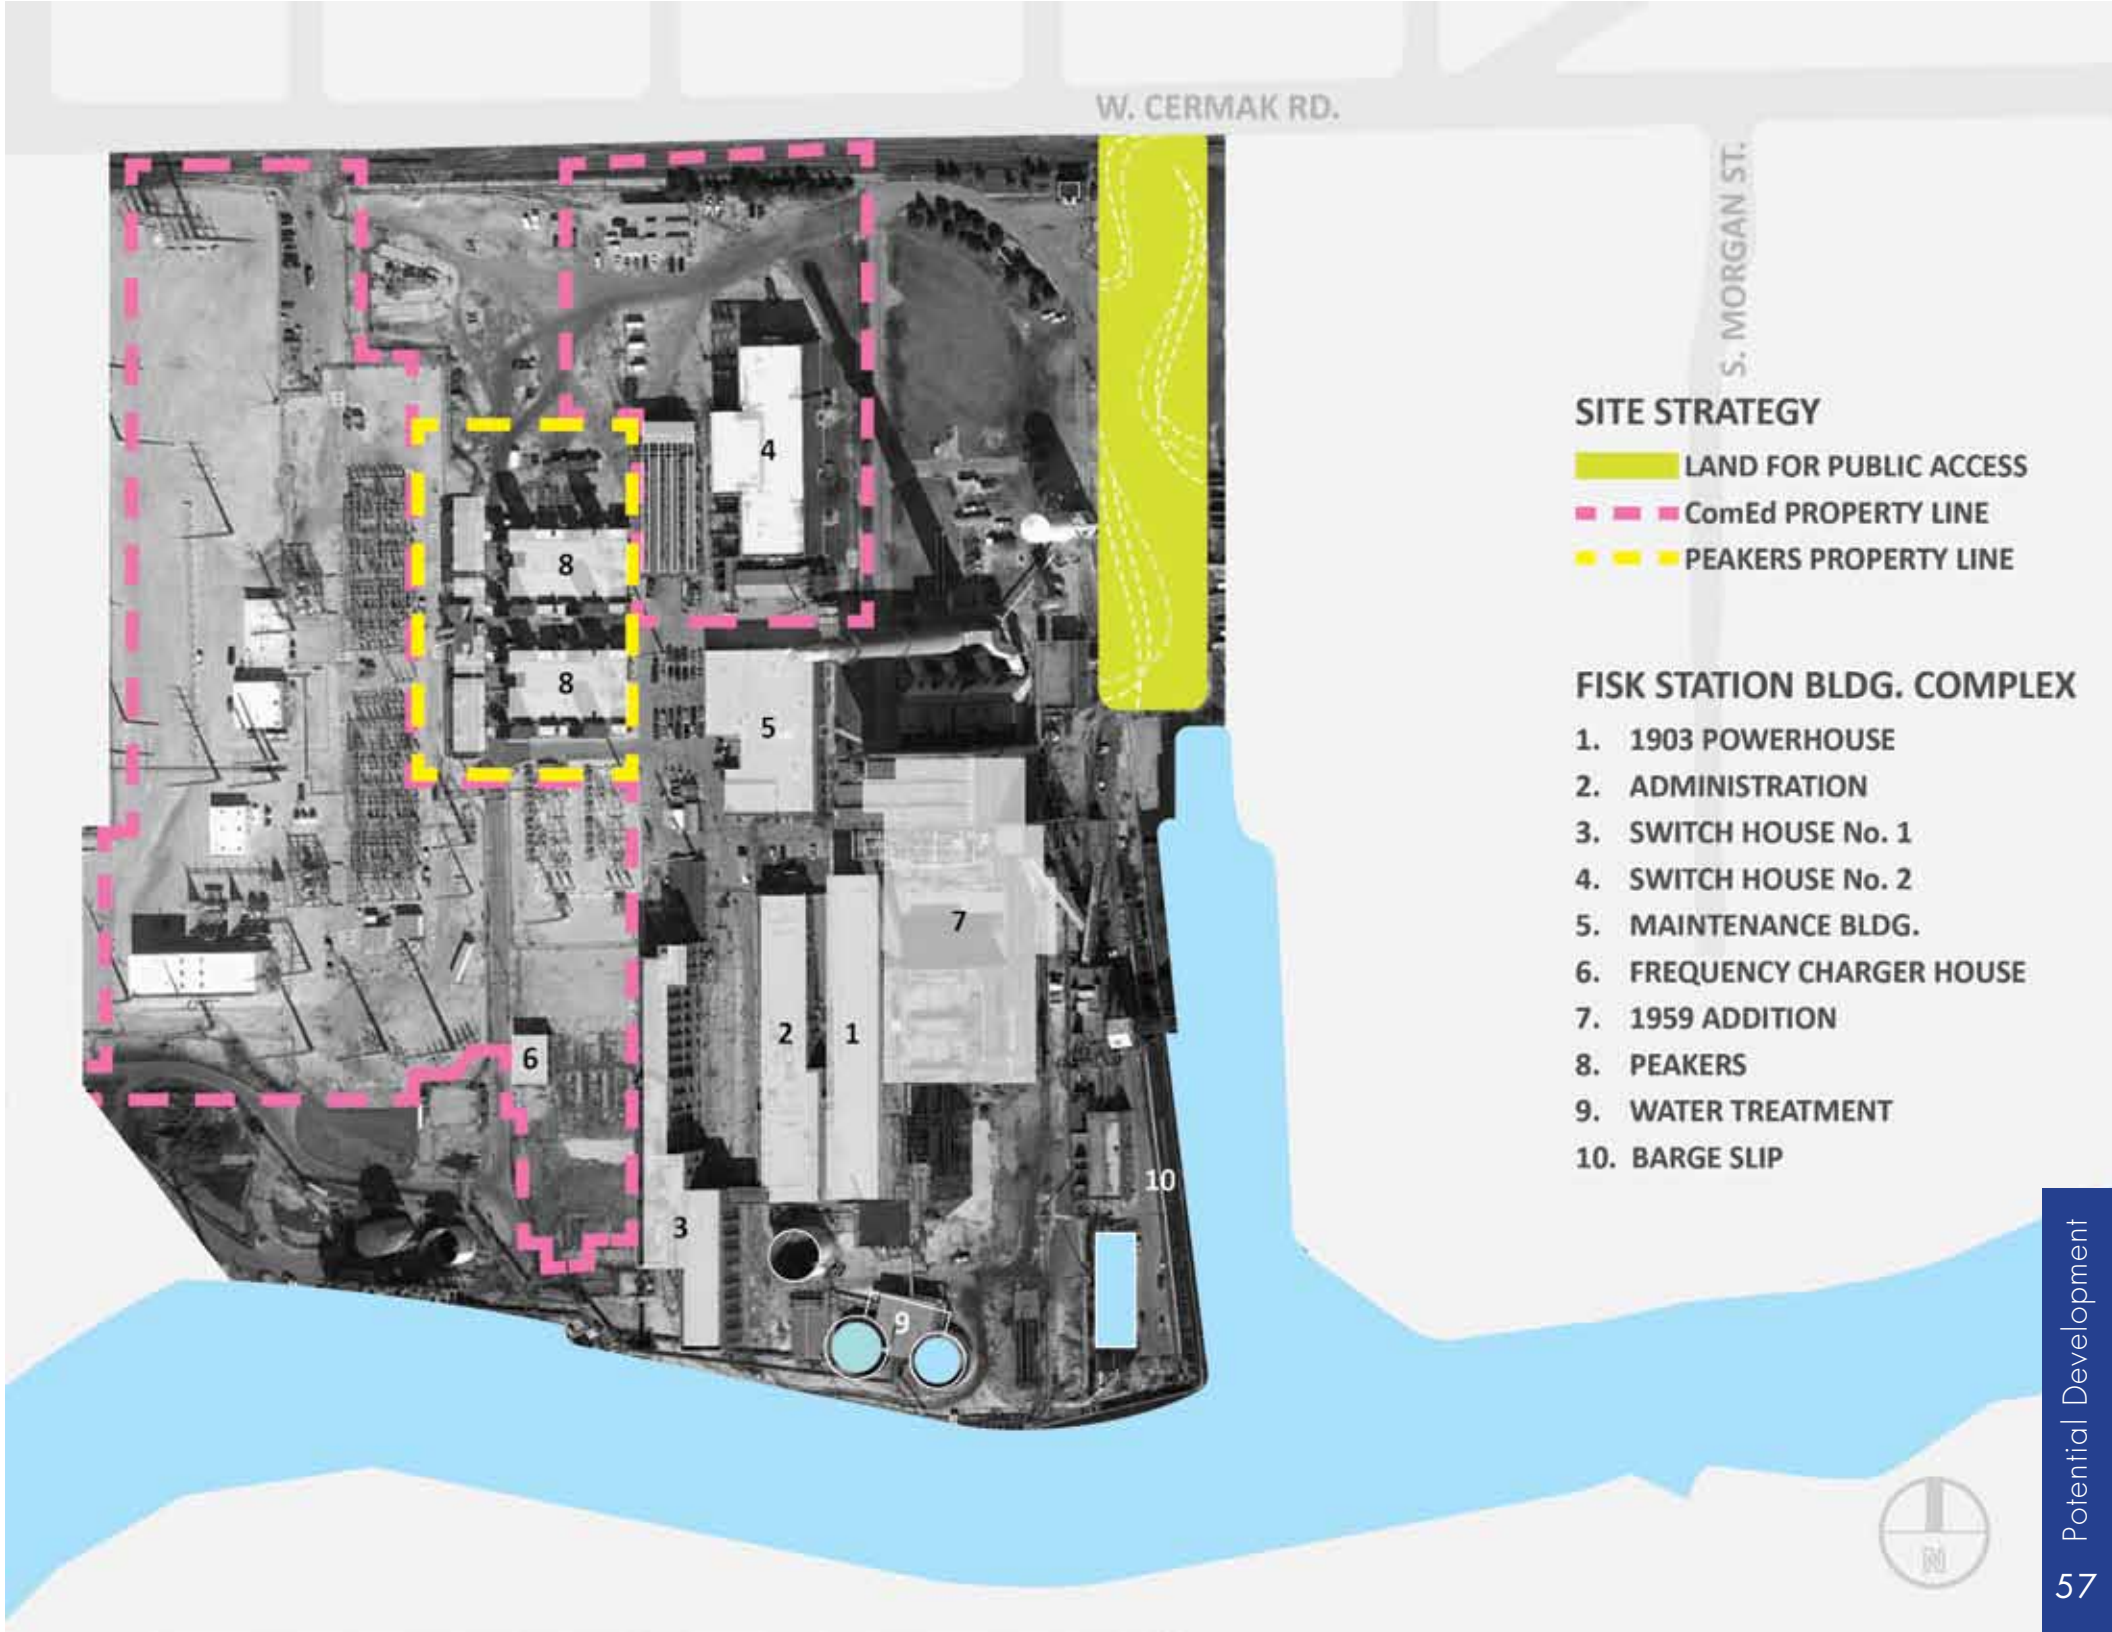 W. CERMAK RD.
S. MORGAN ST.
SITE STRATEGY
LAND FOR PUBLIC ACCESS
ComEd PROPERTY LINE
PEAKERS PROPERTY LINE
FISK STATION BLDG. COMPLEX
1. 1903 POWERHOUSE
2. ADMINISTRATION
3. SWITCH HOUSE No. 1
4. SWITCH HOUSE No. 2
5. MAINTENANCE BLDG.
6. FREQUENCY CHARGER HOUSE
7. 1959 ADDITION
8. PEAKERS
9. WATER TREATMENT
10. BARGE SLIP
4
8
8
5
7
2
1
6
10
3
9
N
Potential Development
57